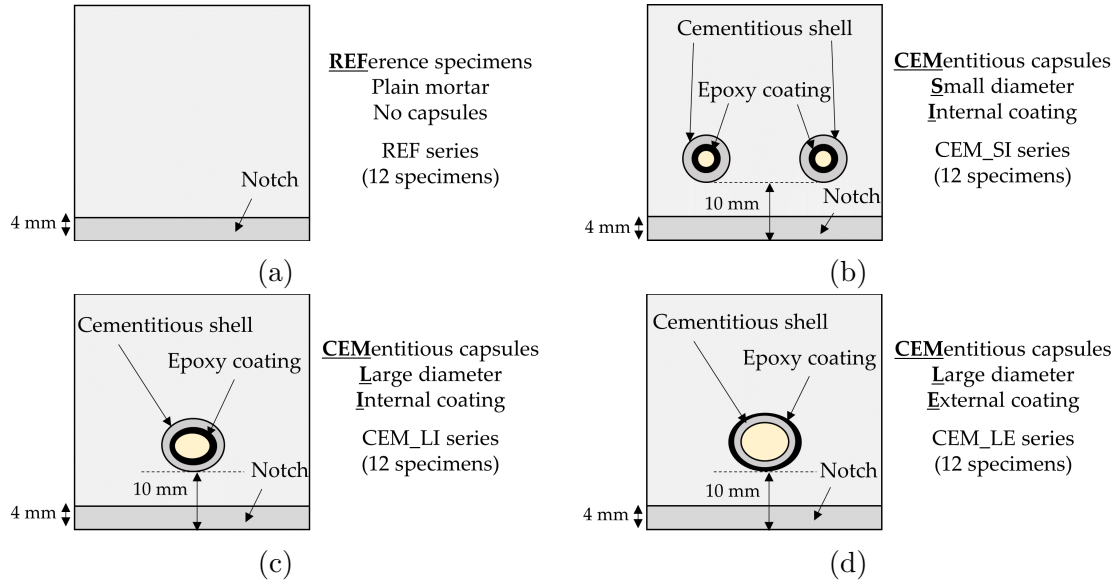 REFerence specimens
Plain mortar
No capsules
REF series
(12 specimens)
Notch
4 mm
(a)
Cementitious shell
Epoxy coating
CEMentitious capsules
Small diameter
Internal coating
CEM_SI series
(12 specimens)
10 mm
Notch
4 mm
(b)
Cementitious shell
Epoxy coating
CEMentitious capsules
Large diameter
Internal coating
CEM_LI series
(12 specimens)
Notch
10 mm
4 mm
(c)
Cementitious shell
Epoxy coating
CEMentitious capsules
Large diameter
External coating
CEM_LE series
(12 specimens)
Notch
10 mm
4 mm
(d)